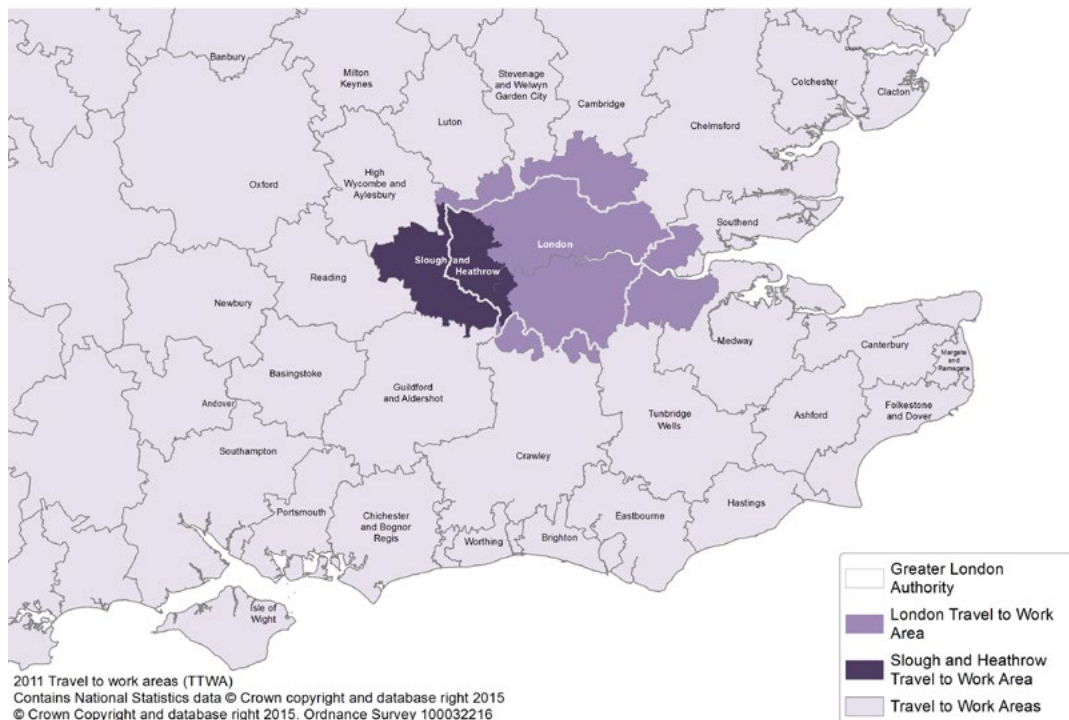 Banbury
Milton
Keynes
Stevenage
and Welwyn
Garden City
Cambridge
Colchester
Clacton
Luton
Chelmsford
Oxford
High
Wycombe and
Aylesbury
Southend
London
Slough and
Heathrow
Reading
Newbury
Medway
Canterbury
Margate
and
Ramsgate
Basingstoke
Guildford
and Aldershot
Andover
Tunbridge
Wells
Ashford
Folkestone
and Dover
Southampton
Crawley
Hastings
Portsmouth
Chichester
and Bognor
Regis
Worthing
Brighton
Eastbourne
Isle of
Wight
Greater London
Authority
London Travel to Work
Area
Slough and Heathrow
Travel to Work Area
Travel to Work Areas
2011 Travel to work areas (TTWA)
Contains National Statistics data © Crown copyright and database right 2015
© Crown Copyright and database right 2015. Ordnance Survey 100032216